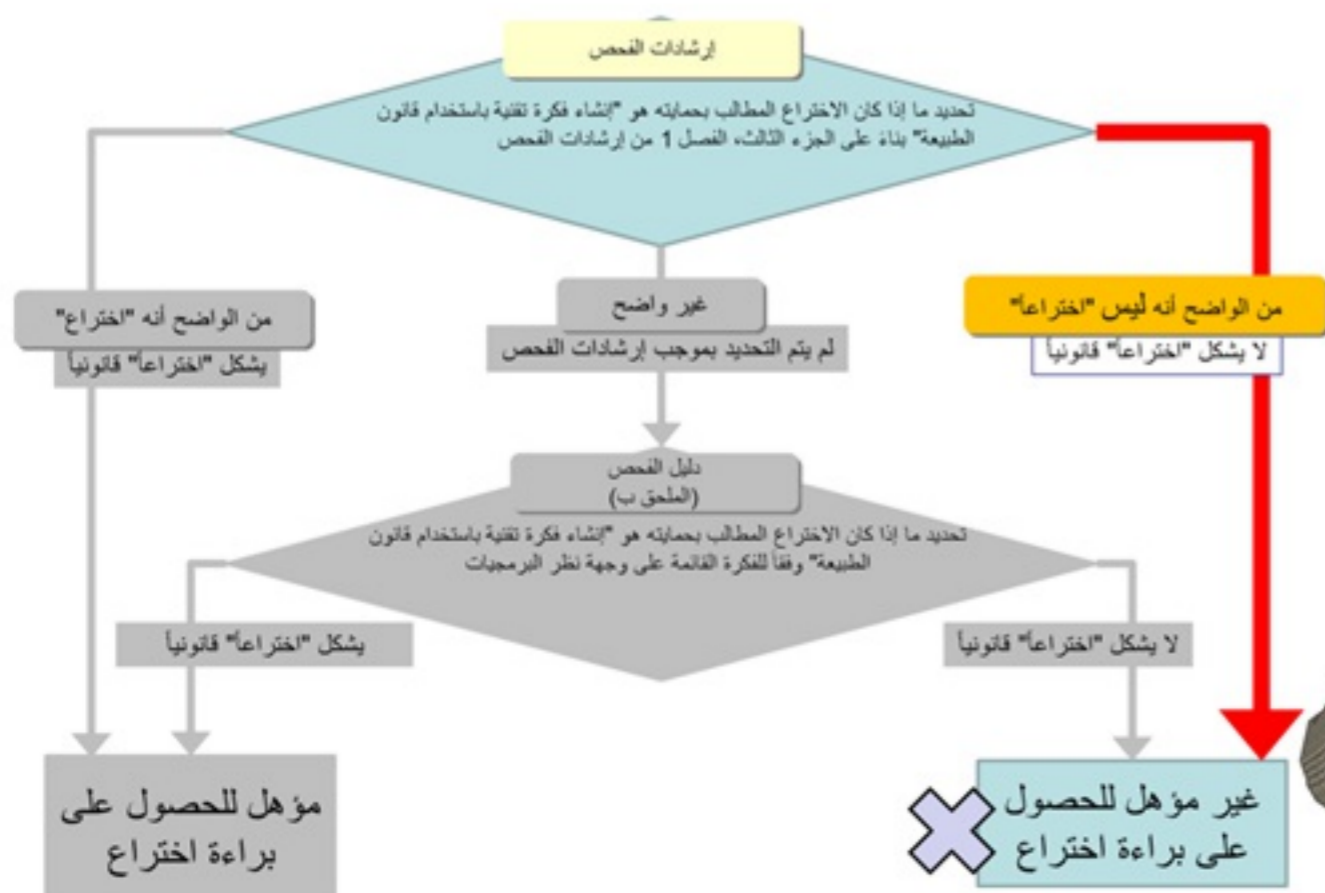 إرشادات الفحص
تحديد ما إذا كان الاختراع المطالب بحمايته هو "إنشاء فكرة تقنية باستخدام قانون
الطبيعة" بناءً على الجزء الثالث، الفصل 1 من إرشادات الفحص
من الواضح أنه ليس "اختراعاً"
لا يشكل "اختراعاً" قانونياً
غير واضح
لم يتم التحديد بموجب إرشادات الفحص
من الواضح أنه "اختراع"
يشكل "اختراعاً" قانونياً
دليل الفحص
(الملحق ب)
تحديد ما إذا كان الاختراع المطالب بحمايته هو "إنشاء فكرة تقنية باستخدام قانون
الطبيعة" وفقاً للفكرة القائمة على وجهة نظر البرمجيات
لا يشكل "اختراعاً" قانونياً
يشكل "اختراعاً" قانونياً
غير مؤهل للحصول
على براءة اختراع
مؤهل للحصول على
براءة اختراع